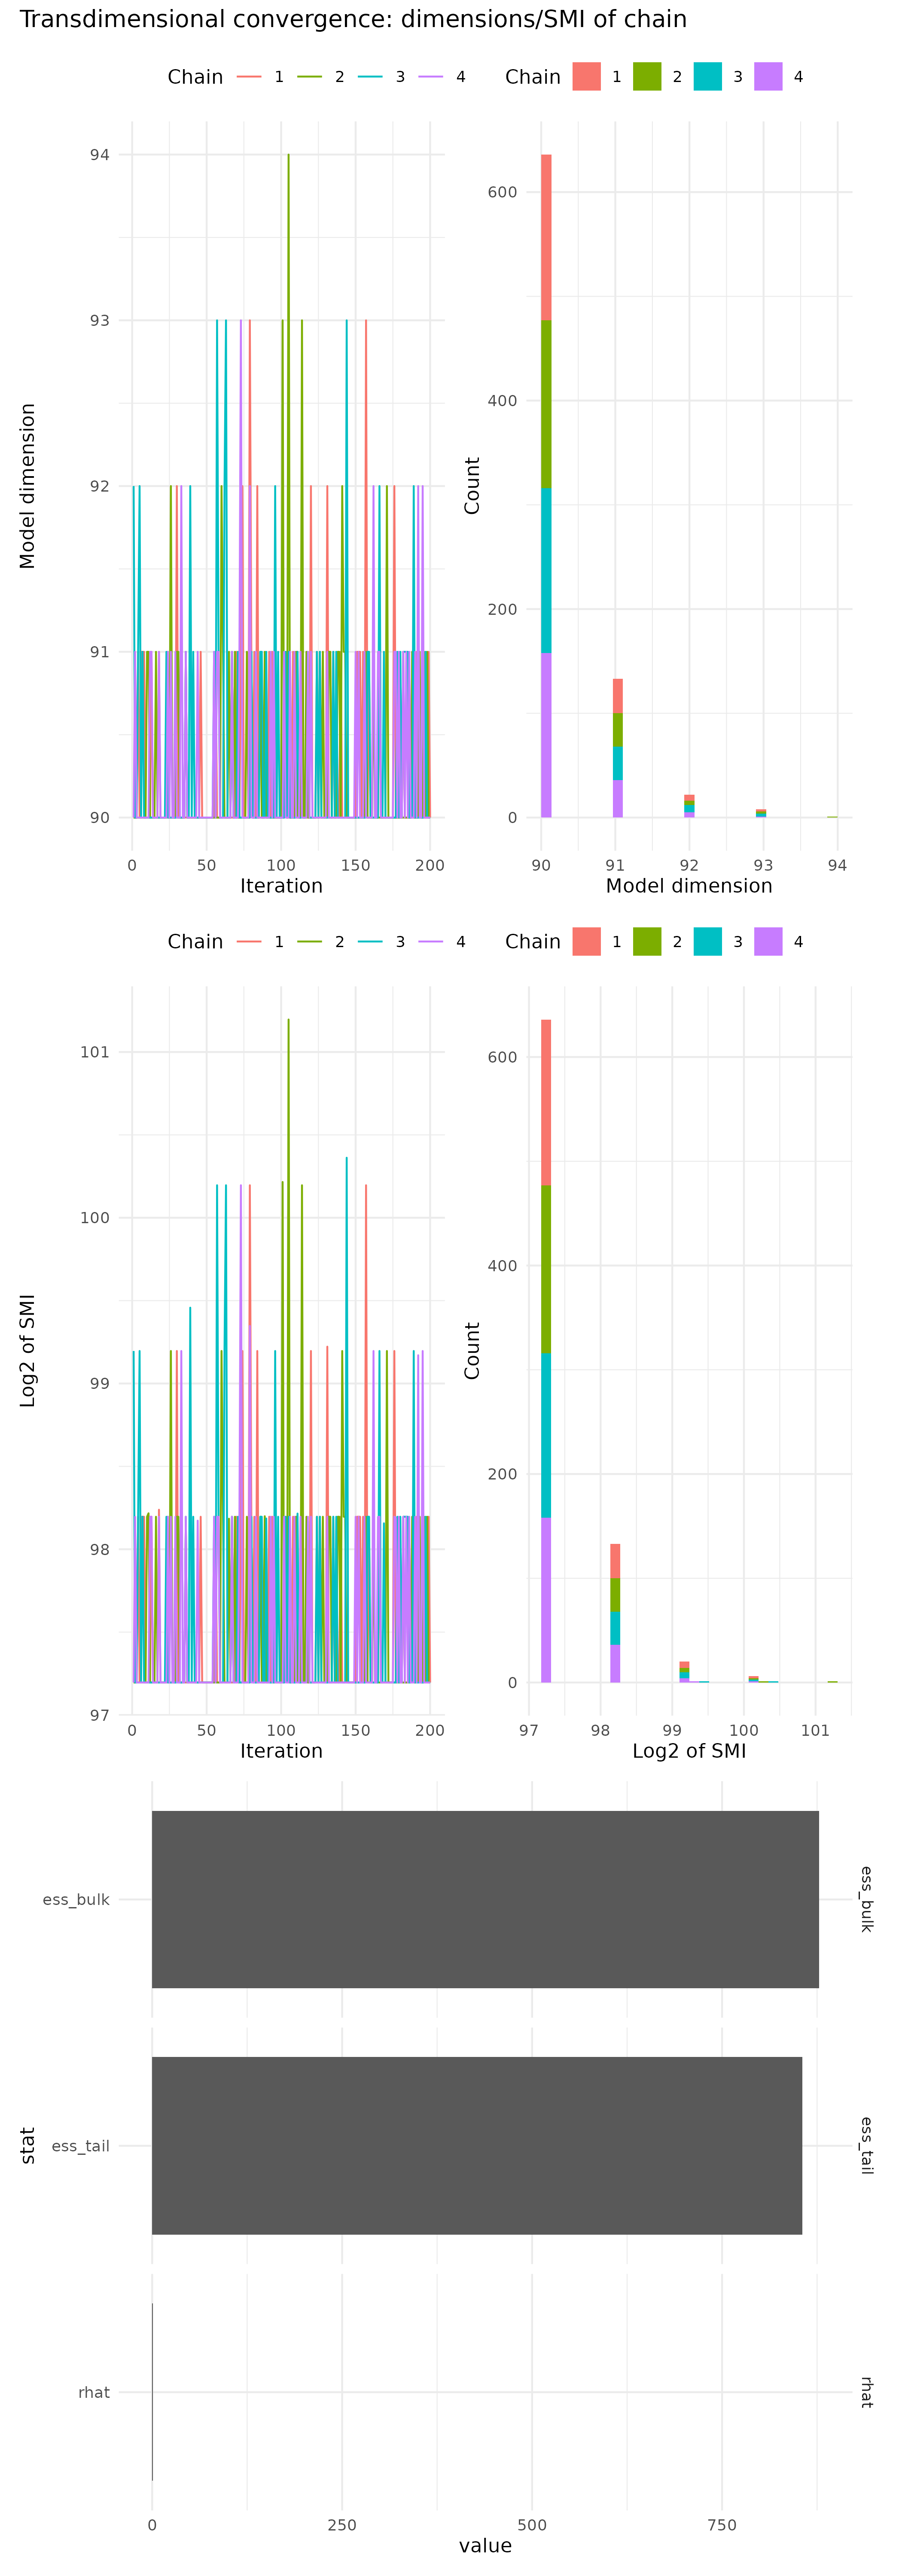 Transdimensional convergence: dimensions/SMI of chain
Chain 1 2 3 4
Chain 1 2 3 4
94
93
92
91
90
Model dimension
0 50 100 150 200
Iteration
600
400
200
0
Count
90 91 92 93 94
Model dimension
Chain 1 2 3 4
Chain 1 2 3 4
101
100
99
98
97
Log2 of SMI
0 50 100 150 200
Iteration
600
400
200
0
Count
97 98 99 100 101
Log2 of SMI
stat
ess_bulk
ess_bulk
ess_tail
ess_tail
rhat
rhat
0 250 500 750
value